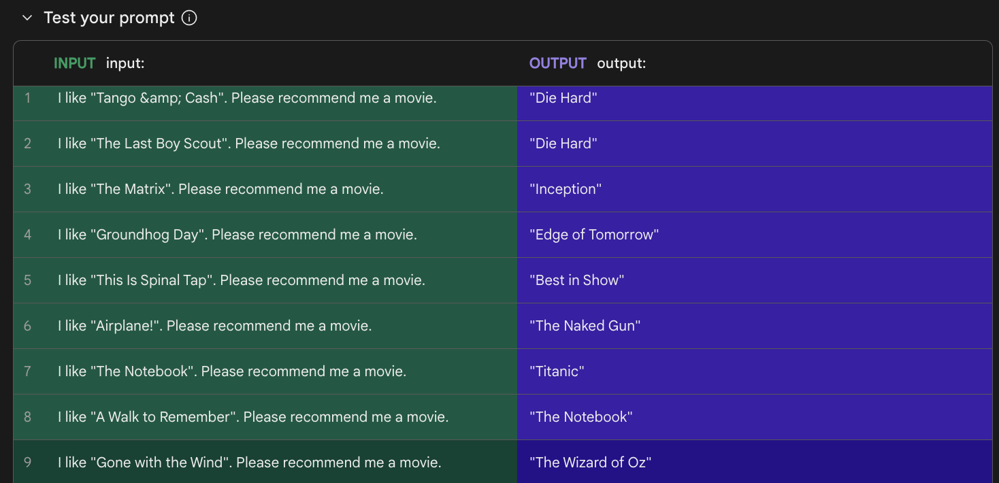 Test your prompt
INPUT input: OUTPUT output:
1 I like "Tango &amp; Cash". Please recommend me a movie. "Die Hard"
2 I like "The Last Boy Scout". Please recommend me a movie. "Die Hard"
3 I like "The Matrix". Please recommend me a movie. "Inception"
4 I like "Groundhog Day". Please recommend me a movie. "Edge of Tomorrow"
5 I like "This Is Spinal Tap". Please recommend me a movie. "Best in Show"
6 I like "Airplane!". Please recommend me a movie. "The Naked Gun"
7 I like "The Notebook". Please recommend me a movie. "Titanic"
8 I like "A Walk to Remember". Please recommend me a movie. "The Notebook"
9 I like "Gone with the Wind". Please recommend me a movie. "The Wizard of Oz"